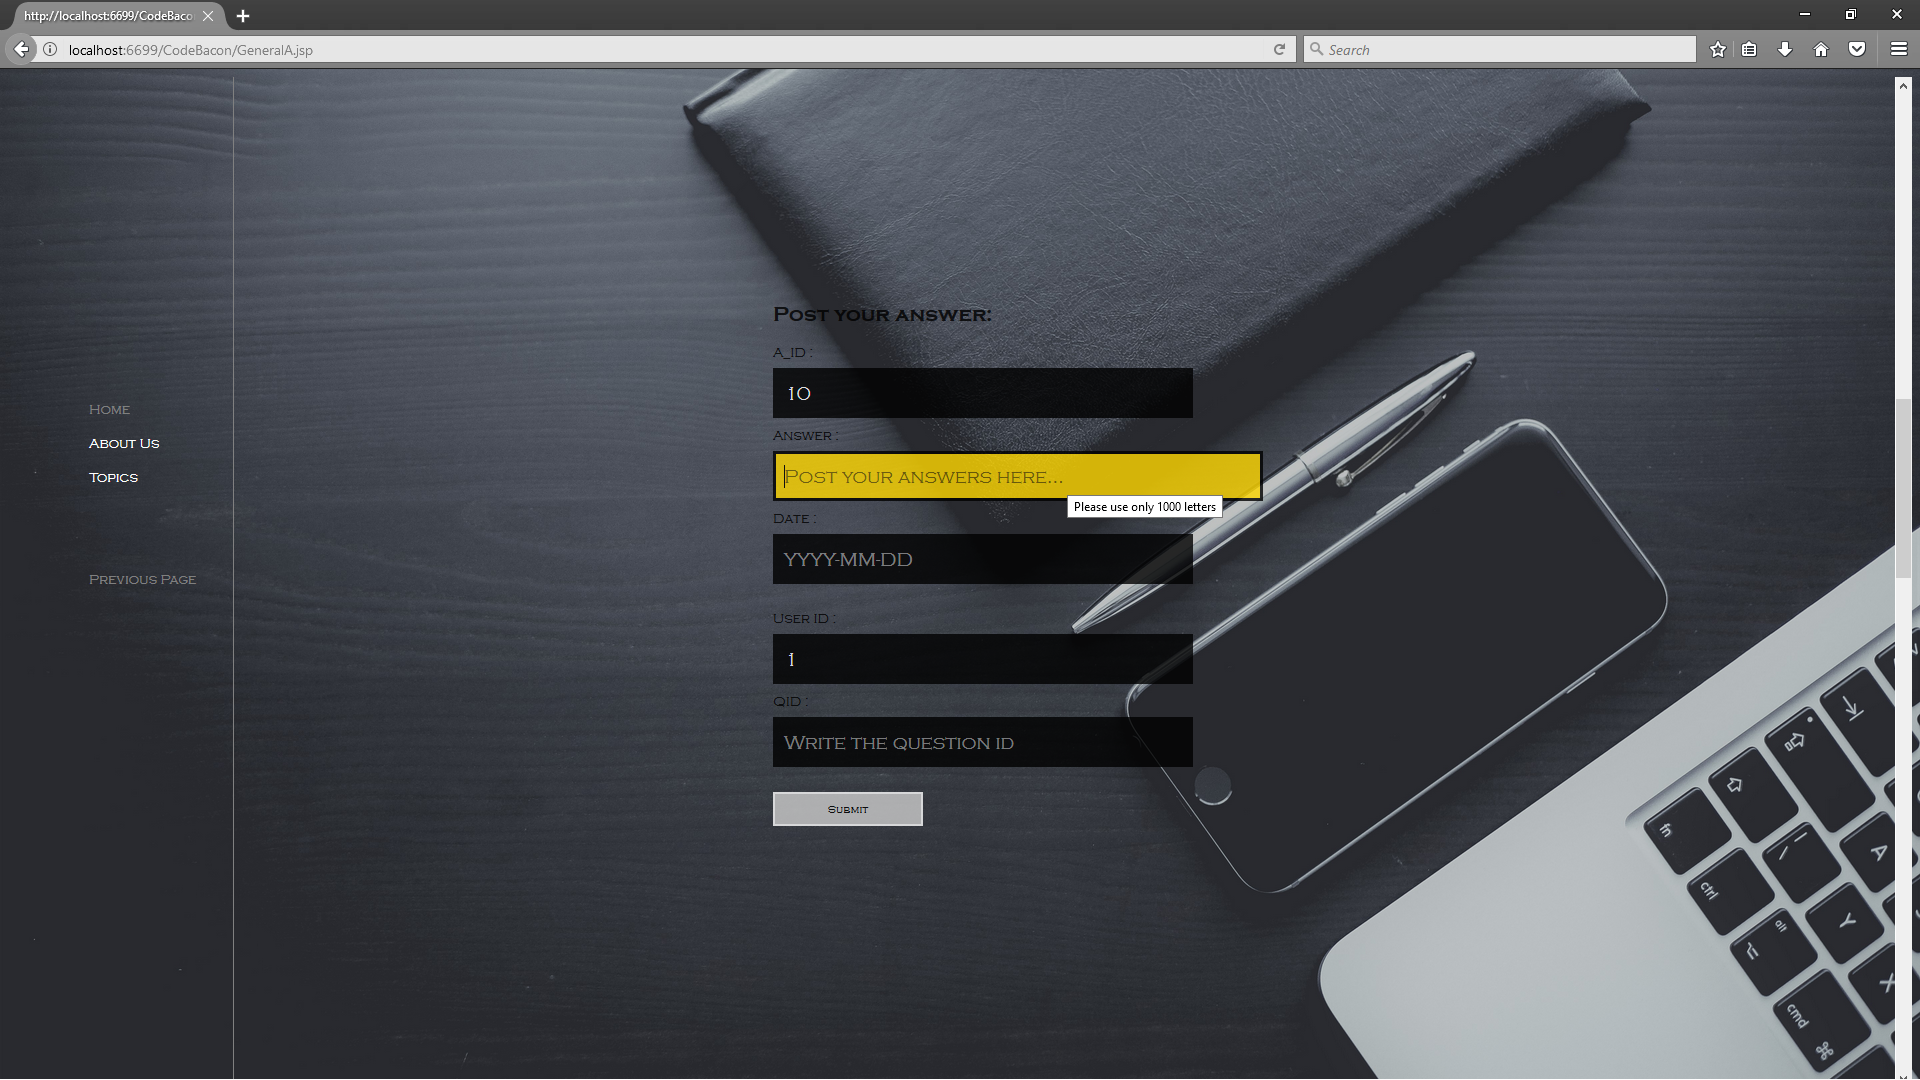 http://localhost:6699/CodeBaco
localhost:6699/CodeBacon/GeneralA.jsp
Search
Home
About Us
Topics
Previous Page
Post your answer:
A_ID :
10
Answer :
Post your answers here...
Please use only 1000 letters
Date :
YYYY-MM-DD
User ID :
1
QID :
Write the question id
Submit
fn
A
ctrl
alt
Y
X
cmd